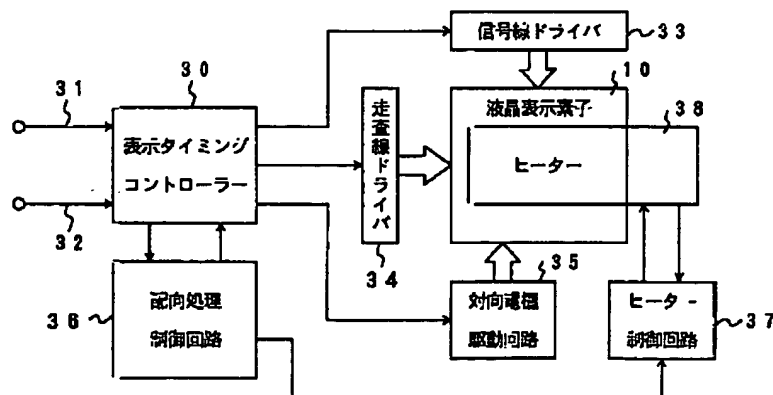 信号線ドライバ
33
30
10
31
液晶表示素子
38
表示タイミング
コントローラー
走査線ドライバ
ヒーター
32
34
35
36
配向処理
制御回路
対向電極
駆動回路
ヒーター
制御回路
37